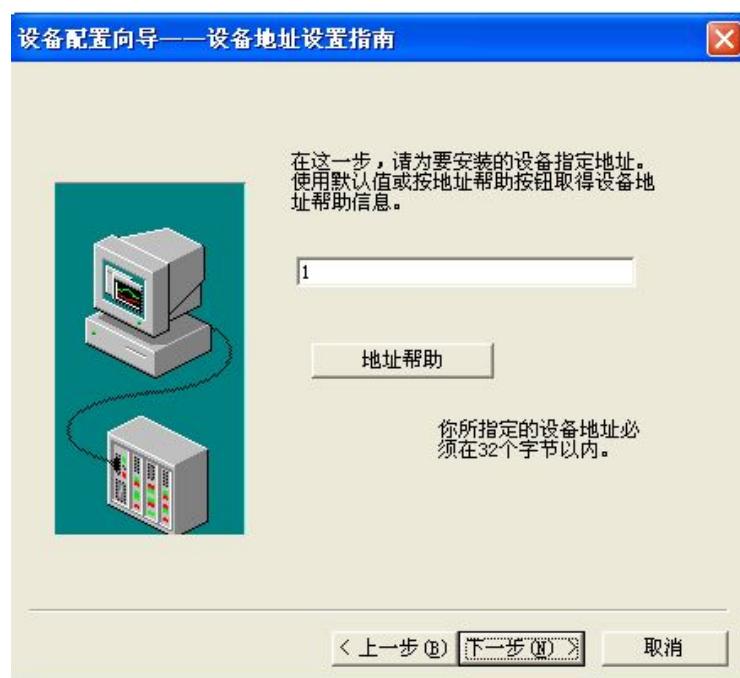 设备配置向导——设备地址设置指南
在这一步，请为要安装的设备指定地址。
使用默认值或按地址帮助按钮取得设备地
址帮助信息。
1
地址帮助
你所指定的设备地址必
须在32个字节以内。
< 上一步(B) 下一步(N) > 取消